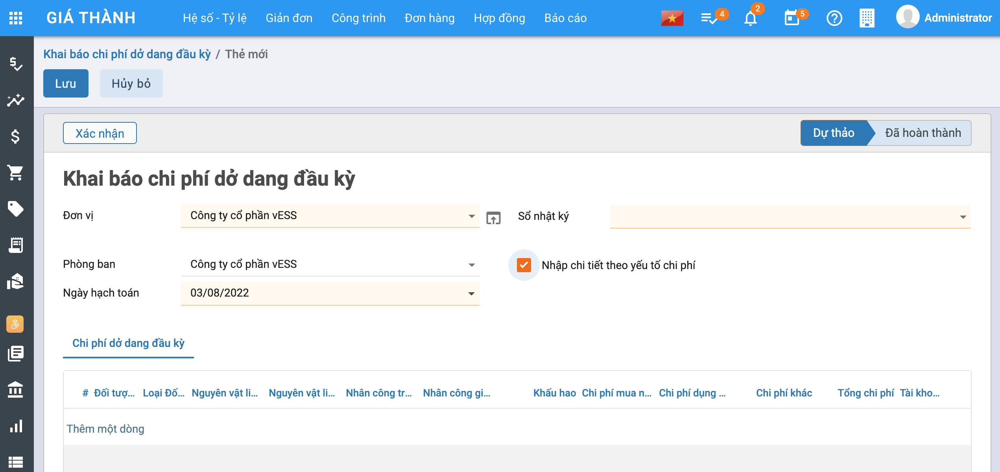 GIÁ THÀNH Hệ số - Tỷ lệ Giản đơn Công trình Đơn hàng Hợp đồng Báo cáo 4 2 5 Administrator
Khai báo chi phí dở dang đầu kỳ / Thẻ mới
Lưu Hủy bỏ
Xác nhận Dự thảo Đã hoàn thành
Khai báo chi phí dở dang đầu kỳ
Đơn vị Công ty cổ phần vESS Sổ nhật ký
Phòng ban Công ty cổ phần vESS Nhập chi tiết theo yếu tố chi phí
Ngày hạch toán 03/08/2022
Chi phí dở dang đầu kỳ
# Đối tượ... Loại Đố... Nguyên vật li... Nguyên vật li... Nhân công tr... Nhân công gi... Khấu hao Chi phí mua n... Chi phí dụng ... Chi phí khác Tổng chi phí Tài kho...
Thêm một dòng